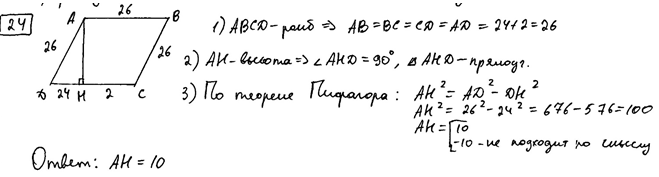 24
A 26 B
26 26
D 24 H 2 C
1) ABCD-ромб ⇒ AB=BC=CD=AD=24+2=26
2) AH-высота ⇒ ∠AHD=90°, ΔAHD-прямоуг.
3) По теореме Пифагора: AH²=AD²-DH²
AH²=26²-24²=676-576=100
AH=[10
[-10-не подходит по смыслу
Ответ: AH=10